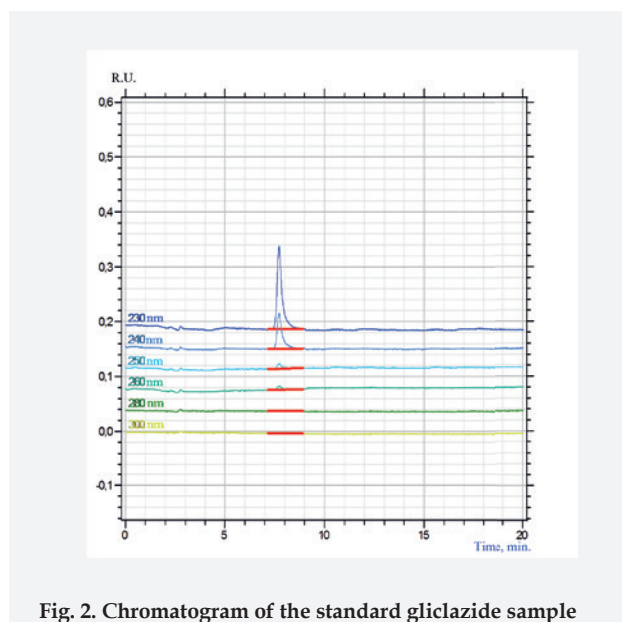 R.U.
0,6
0,5
0,4
0,3
0,2
0,1
0,0
-0,1
230 nm
240 nm
250 nm
260 nm
280 nm
300 nm
0 5 10 15 20
Time, min.
Fig. 2. Chromatogram of the standard gliclazide sample